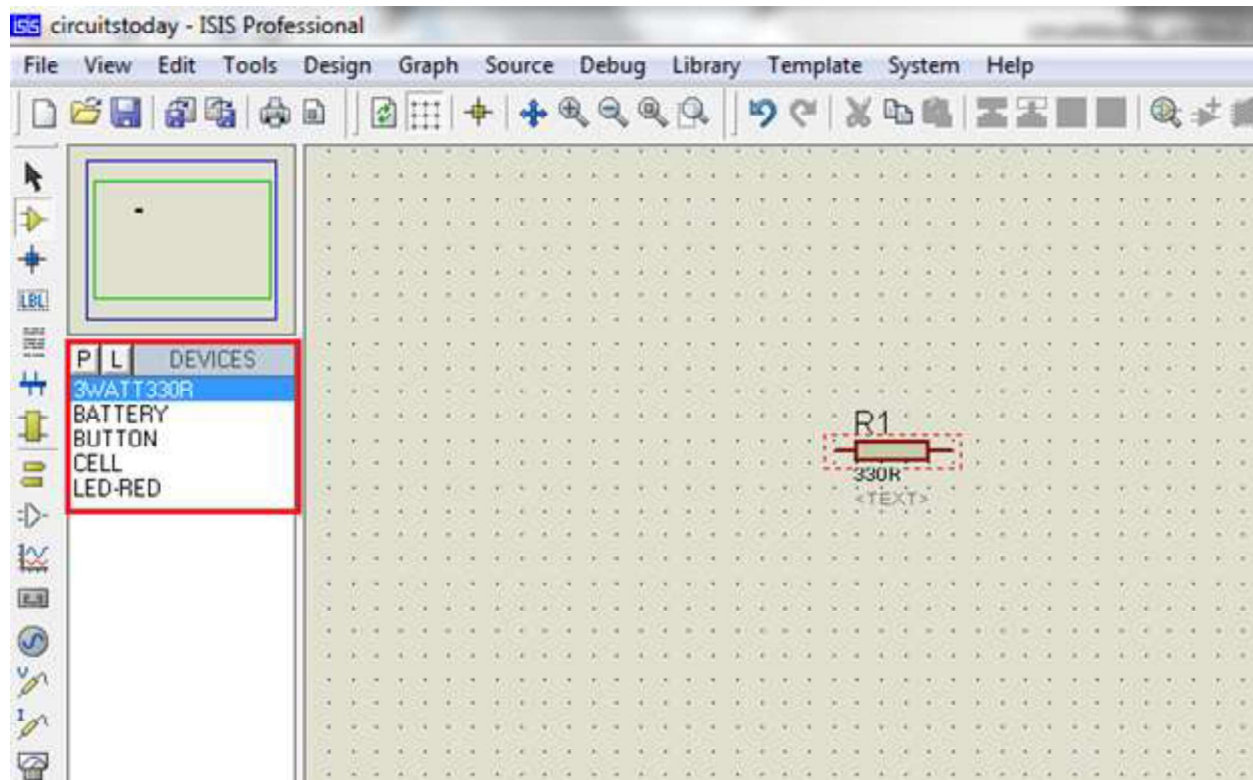 ISIS circuitstoday - ISIS Professional
File View Edit Tools Design Graph Source Debug Library Template System Help
LBL
P L DEVICES
3WATT330R
BATTERY
BUTTON
CELL
LED-RED
R1
330R
<TEXT>
V
I